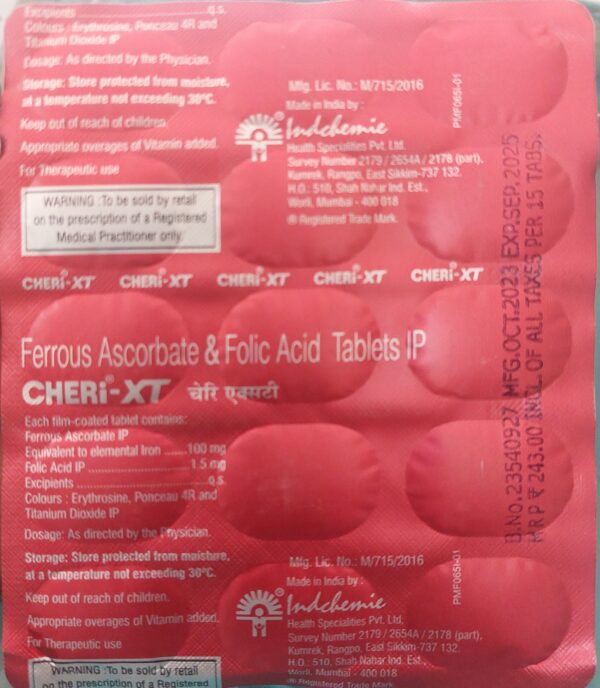 Excipients ........................ q.s.
Colours : Erythrosine, Ponceau 4R and
Titanium Dioxide IP
Dosage: As directed by the Physician.
Storage: Store protected from moisture,
at a temperature not exceeding 30°C.
Keep out of reach of children.
Appropriate overages of Vitamin added.
For Therapeutic use
WARNING :To be sold by retail
on the prescription of a Registered
Medical Practitioner only.
Mfg. Lic. No.: M/715/2016
Made in India by :
Indchemie
Health Specialities Pvt. Ltd.
Survey Number 2179 / 2654A / 2178 (part),
Kumrek, Rangpo, East Sikkim-737 132.
H.O.: 510, Shah Nahar Ind. Est.,
Worli, Mumbai - 400 018
® Registered Trade Mark.
PMF065I-01
CHERi®-XT CHERi®-XT CHERi®-XT CHERi®-XT CHERi®-XT
Ferrous Ascorbate & Folic Acid Tablets IP
CHERi®-XT चेरि एक्सटी
Each film-coated tablet contains:
Ferrous Ascorbate IP
Equivalent to elemental Iron ....... 100 mg
Folic Acid IP .............................. 1.5 mg
Excipients ................................ q.s.
Colours : Erythrosine, Ponceau 4R and
Titanium Dioxide IP
Dosage: As directed by the Physician.
Storage: Store protected from moisture,
at a temperature not exceeding 30°C.
Keep out of reach of children.
Appropriate overages of Vitamin added.
For Therapeutic use
WARNING :To be sold by retail
on the prescription of a Registered
Mfg. Lic. No.: M/715/2016
Made in India by :
Indchemie
Health Specialities Pvt. Ltd.
Survey Number 2179 / 2654A / 2178 (part),
Kumrek, Rangpo, East Sikkim-737 132.
H.O.: 510, Shah Nahar Ind. Est.,
Worli, Mumbai - 400 018
® Registered Trade Mark.
PMF065I-01
B.No.23540927 MFG.OCT.2023 EXP.SEP.2025
MRP ₹ 243.00 INCL.OF ALL TAXES PER 15 TABS.